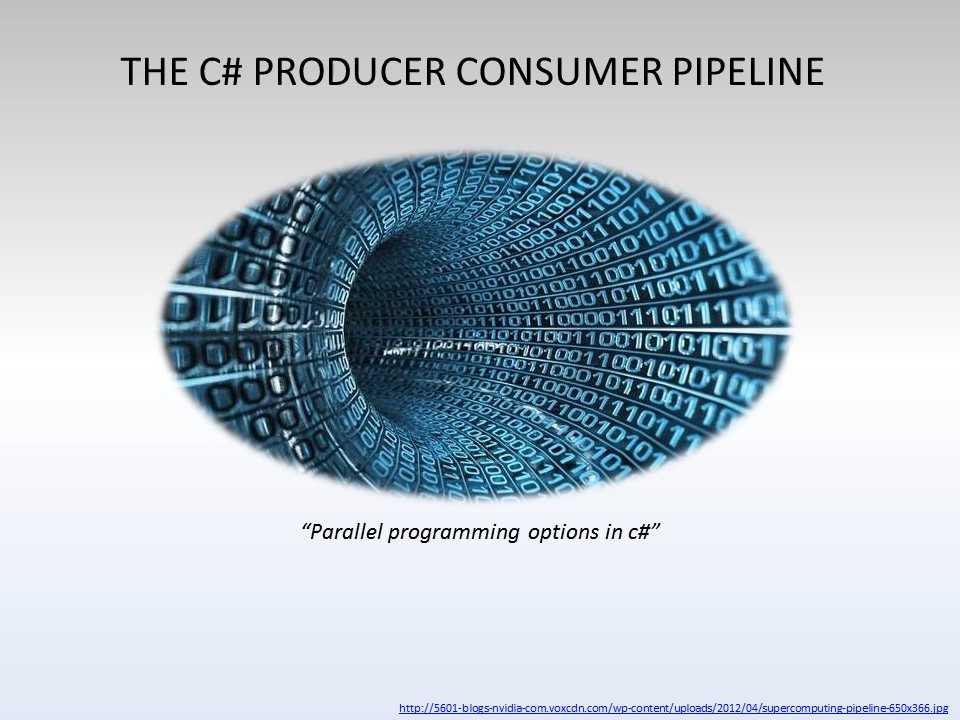 THE C# PRODUCER CONSUMER PIPELINE
“Parallel programming options in c#”
http://5601-blogs-nvidia-com.voxcdn.com/wp-content/uploads/2012/04/supercomputing-pipeline-650x366.jpg